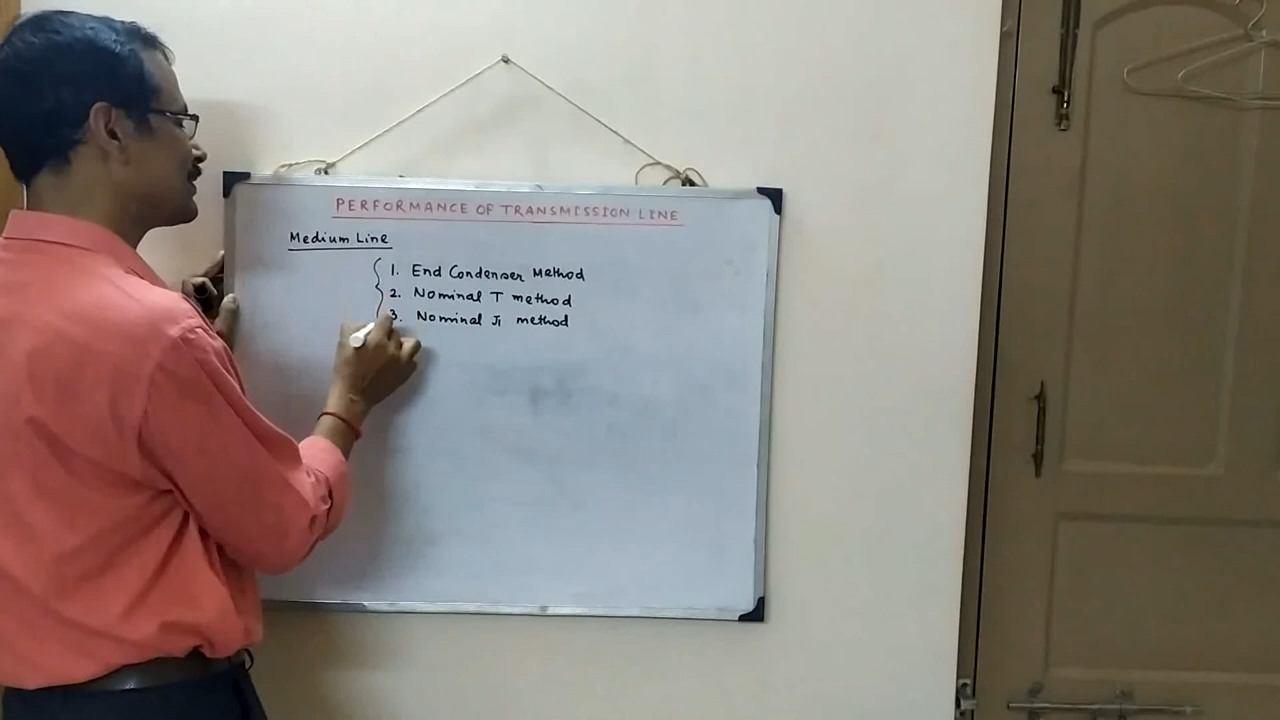 PERFORMANCE OF TRANSMISSION LINE
Medium Line
1. End Condenser Method
2. Nominal T method
3. Nominal π method